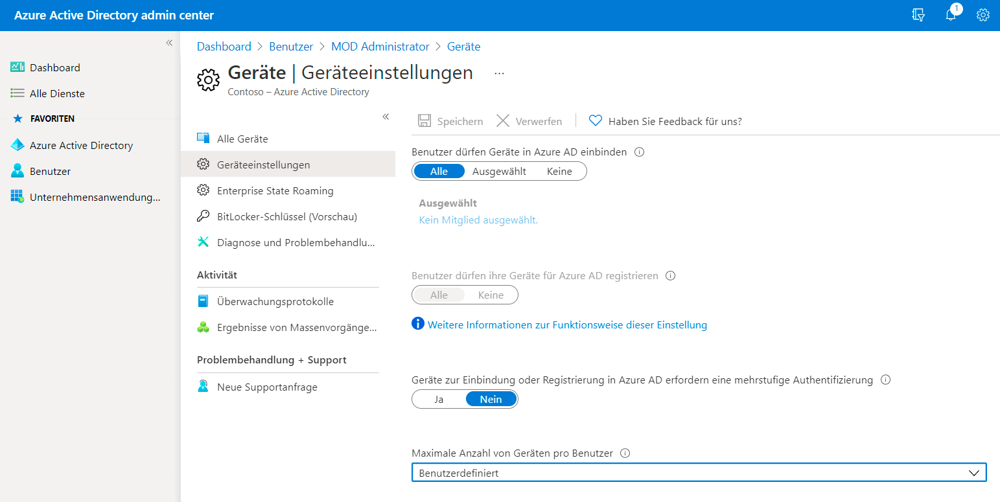 Azure Active Directory admin center
1
Dashboard
Alle Dienste
FAVORITEN
Azure Active Directory
Benutzer
Unternehmensanwendung...
Dashboard > Benutzer > MOD Administrator > Geräte
Geräte | Geräteeinstellungen ...
Contoso – Azure Active Directory
Alle Geräte
Geräteeinstellungen
Enterprise State Roaming
BitLocker-Schlüssel (Vorschau)
Diagnose und Problembehandlu...
Aktivität
Überwachungsprotokolle
Ergebnisse von Massenvorgänge...
Problembehandlung + Support
Neue Supportanfrage
Speichern Verwerfen Haben Sie Feedback für uns?
Benutzer dürfen Geräte in Azure AD einbinden
Alle Ausgewählt Keine
Ausgewählt
Kein Mitglied ausgewählt.
Benutzer dürfen ihre Geräte für Azure AD registrieren
Alle Keine
Weitere Informationen zur Funktionsweise dieser Einstellung
Geräte zur Einbindung oder Registrierung in Azure AD erfordern eine mehrstufige Authentifizierung
Ja Nein
Maximale Anzahl von Geräten pro Benutzer
Benutzerdefiniert